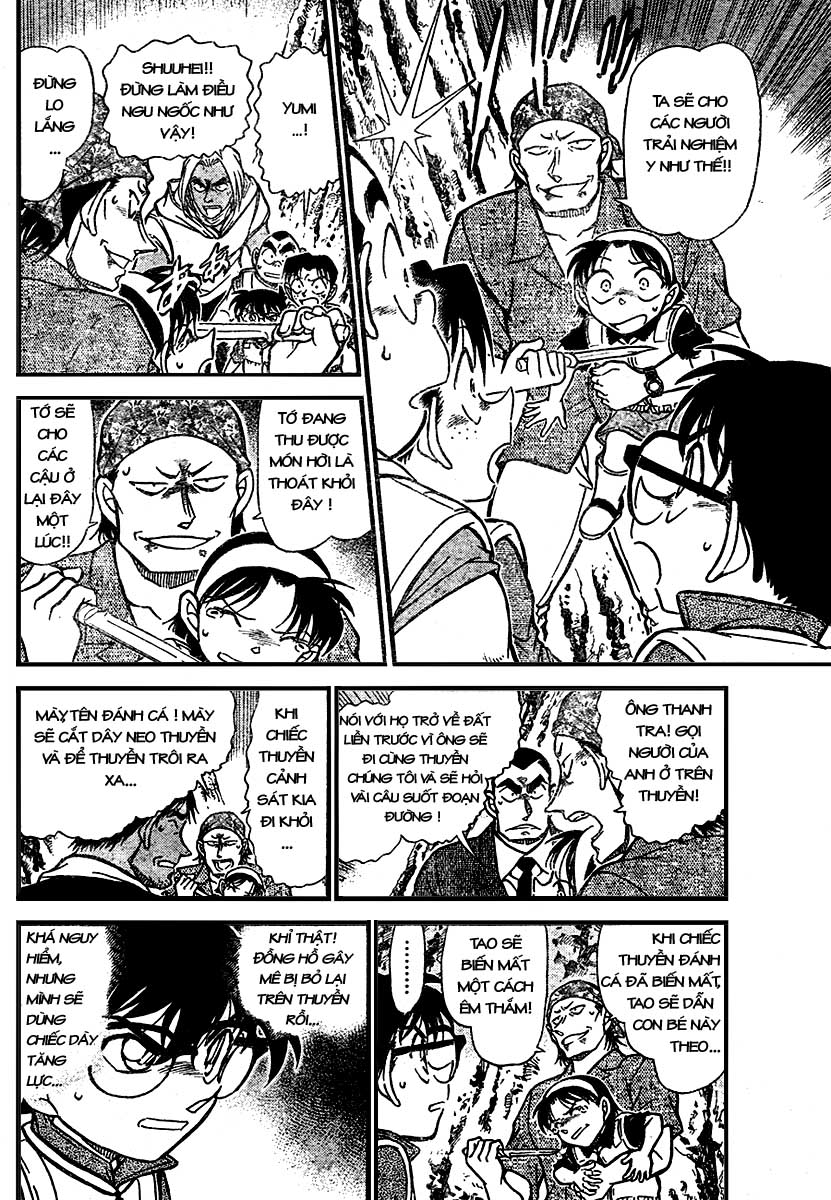 TA SẼ CHO
CÁC NGƯỜI
TRẢI NGHIỆM
Y NHƯ THẾ!!
YUMI
...!
SHUUHEI!!
ĐỪNG LÀM ĐIỀU
NGU NGỐC NHƯ
VẬY!
ĐỪNG
LO
LẮNG
...
TỚ ĐANG
THU ĐƯỢC
MÓN HỜI LÀ
THOÁT KHỎI
ĐÂY !
TỚ SẼ
CHO
CÁC
CẬU Ở
LẠI ĐÂY
MỘT
LÚC!!
ÔNG THANH
TRA! GỌI
NGƯỜI CỦA
ANH Ở TRÊN
THUYỀN!
NÓI VỚI HỌ TRỞ VỀ ĐẤT
LIỀN TRƯỚC VÌ ÔNG SẼ
ĐI CÙNG THUYỀN
CHÚNG TÔI VÀ SẼ HỎI
VÀI CÂU SUỐT ĐOẠN
ĐƯỜNG !
KHI
CHIẾC
THUYỀN
CẢNH
SÁT KIA
ĐI KHỎI
...
MÀY, TÊN ĐÁNH CÁ ! MÀY
SẼ CẮT DÂY NEO THUYỀN
VÀ ĐỂ THUYỀN TRÔI RA
XA...
KHI CHIẾC
THUYỀN ĐÁNH
CÁ ĐÃ BIẾN MẤT,
TAO SẼ DẪN
CON BÉ NÀY
THEO...
TAO SẼ
BIẾN MẤT
MỘT CÁCH
ÊM THẮM!
........
KHỈ THẬT!
ĐỒNG HỒ GÂY
MÊ BỊ BỎ LẠI
TRÊN THUYỀN
RỒI...
KHÁ NGUY
HIỂM,
NHƯNG
MÌNH SẼ
DÙNG
CHIẾC DÀY
TĂNG
LỰC...